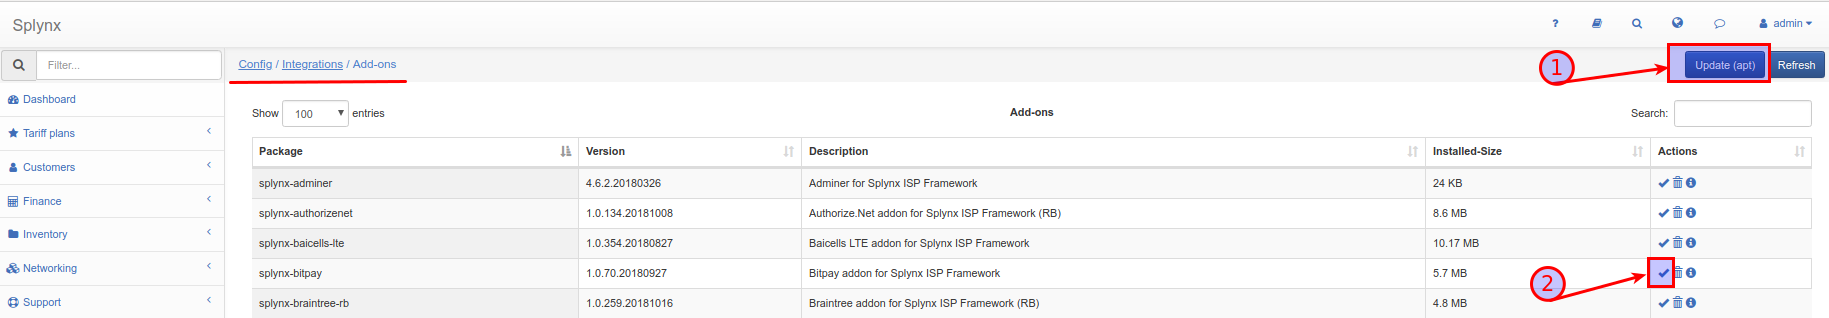 Splynx
? admin
Filter...
Config / Integrations / Add-ons
1
Update (apt) Refresh
Dashboard
Tariff plans
Customers
Finance
Inventory
Networking
Support
Show 100 entries
Add-ons
Search:
Package Version Description Installed-Size Actions
splynx-adminer 4.6.2.20180326 Adminer for Splynx ISP Framework 24 KB
splynx-authorizenet 1.0.134.20181008 Authorize.Net addon for Splynx ISP Framework (RB) 8.6 MB
splynx-baicells-lte 1.0.354.20180827 Baicells LTE addon for Splynx ISP Framework 10.17 MB
splynx-bitpay 1.0.70.20180927 Bitpay addon for Splynx ISP Framework 5.7 MB
2
splynx-braintree-rb 1.0.259.20181016 Braintree addon for Splynx ISP Framework (RB) 4.8 MB